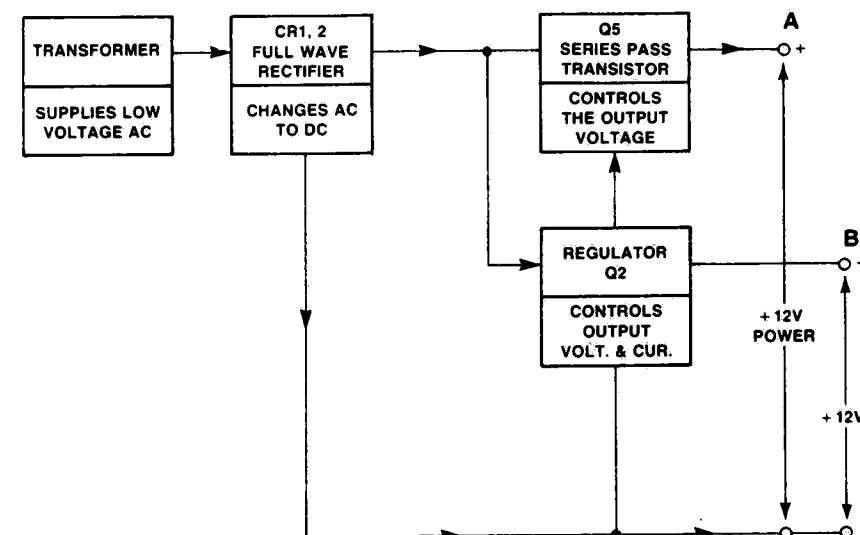 TRANSFORMER
SUPPLIES LOW
VOLTAGE AC
CR1, 2
FULL WAVE
RECTIFIER
CHANGES AC
TO DC
Q5
SERIES PASS
TRANSISTOR
CONTROLS
THE OUTPUT
VOLTAGE
A
+
REGULATOR
Q2
CONTROLS
OUTPUT
VOLT. & CUR.
B
+ 12V
POWER
+ 12V